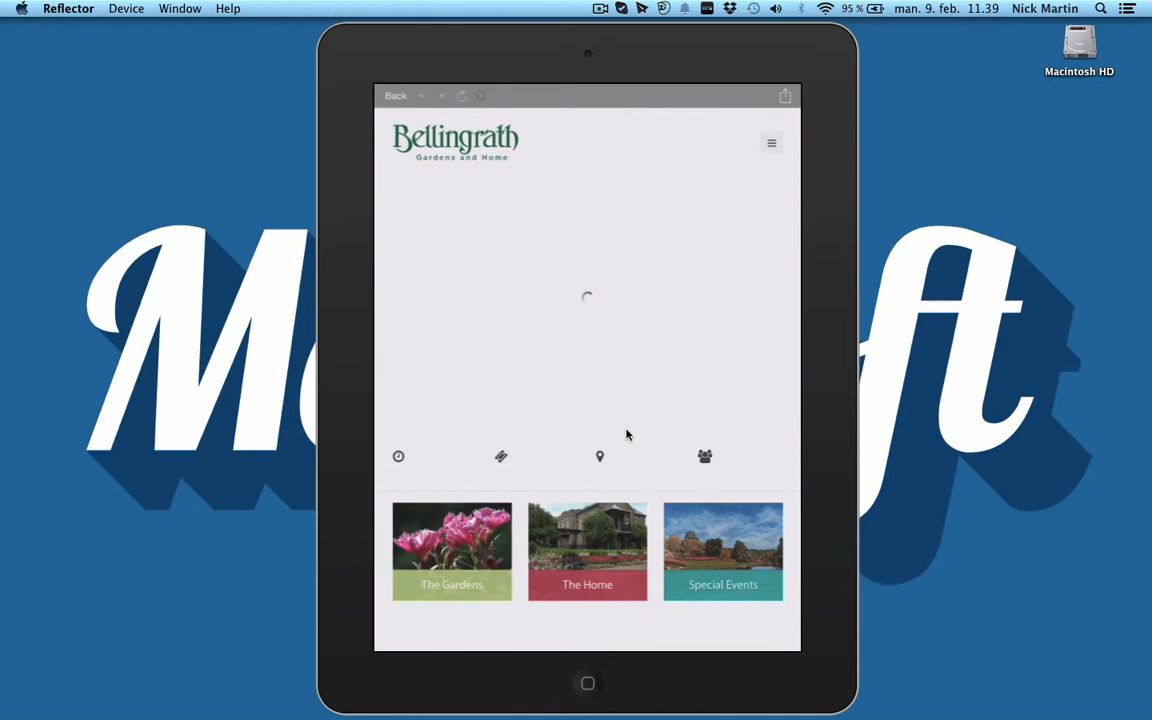 Reflector Device Window Help 95 % man. 9. feb. 11.39 Nick Martin
Macintosh HD
Back
Bellingrath
Gardens and Home
M ft
The Gardens The Home Special Events